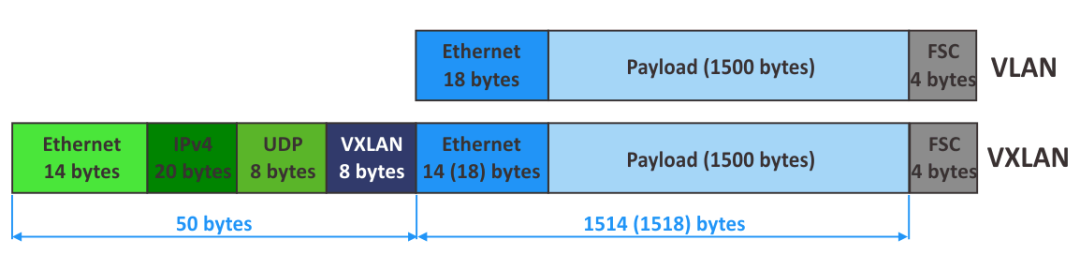 Ethernet
18 bytes
Payload (1500 bytes)
FSC
4 bytes
VLAN
Ethernet
14 bytes
IPv4
20 bytes
UDP
8 bytes
VXLAN
8 bytes
Ethernet
14 (18) bytes
Payload (1500 bytes)
FSC
4 bytes
VXLAN
50 bytes
1514 (1518) bytes